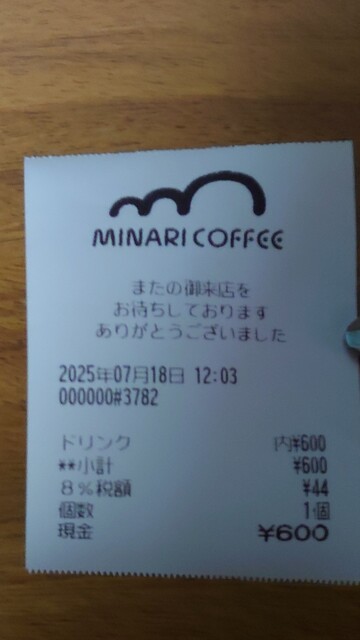 MINARI COFFEE
またの御来店を
お待ちしております
ありがとうございました
2025年07月18日 12:03
000000#3782
ドリンク 内¥600
**小計 ¥600
8%税額 ¥44
個数 1個
現金 ¥600